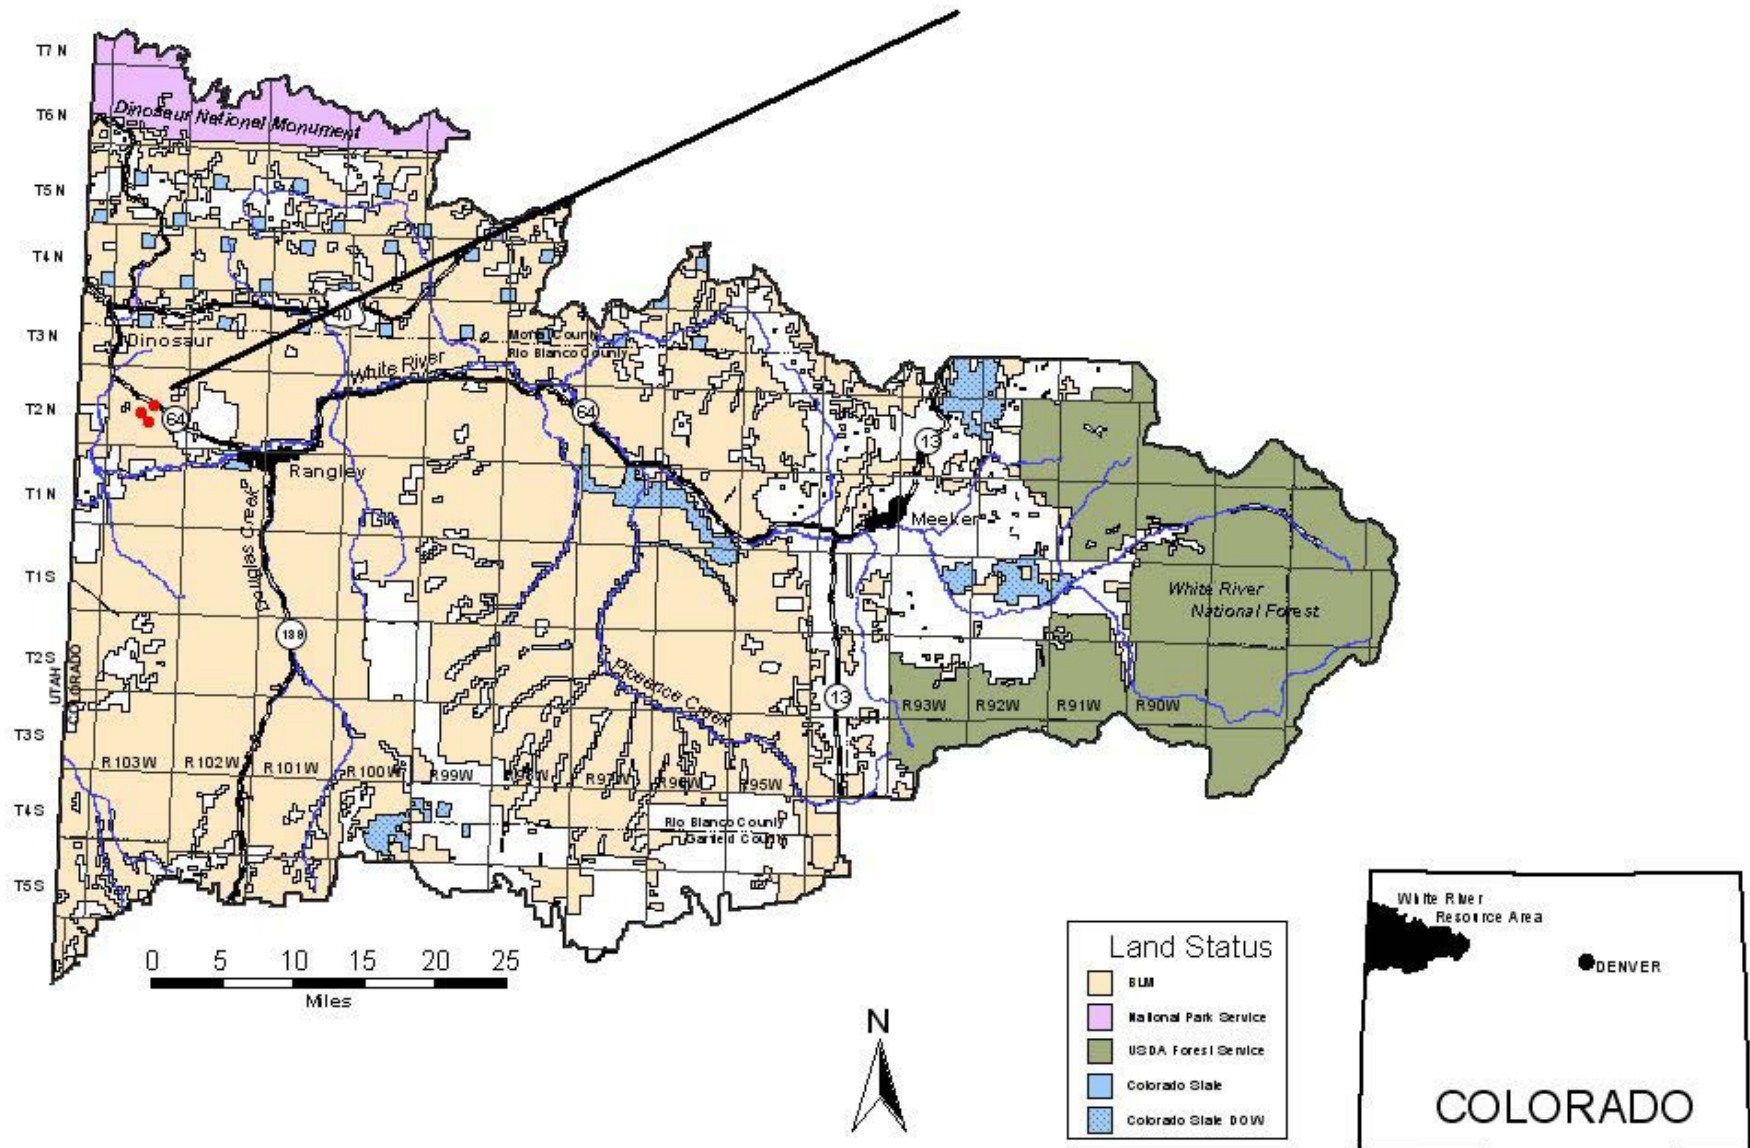 T7 N
T6 N
Dinosaur National Monument
T5 N
T4 N
40
T3 N
Dinosaur
Moffat County
Rio Blanco County
White River
T2 N
64
64
13
Rangley
T1 N
Douglas Creek
Meeker
T1S
White River
National Forest
138
T2S
UTAH
COLORADO
Piceance Creek
13
R93W
R92W
R91W
R90W
T3S
R103W
R102W
R101W
R100W
R99W
R98W
R97W
R96W
R95W
T4S
Rio Blanco County
Garfield County
T5S
0 5 10 15 20 25
Miles
N
Land Status
BLM
National Park Service
USDA Forest Service
Colorado State
Colorado State DOW
White River
Resource Area
DENVER
COLORADO